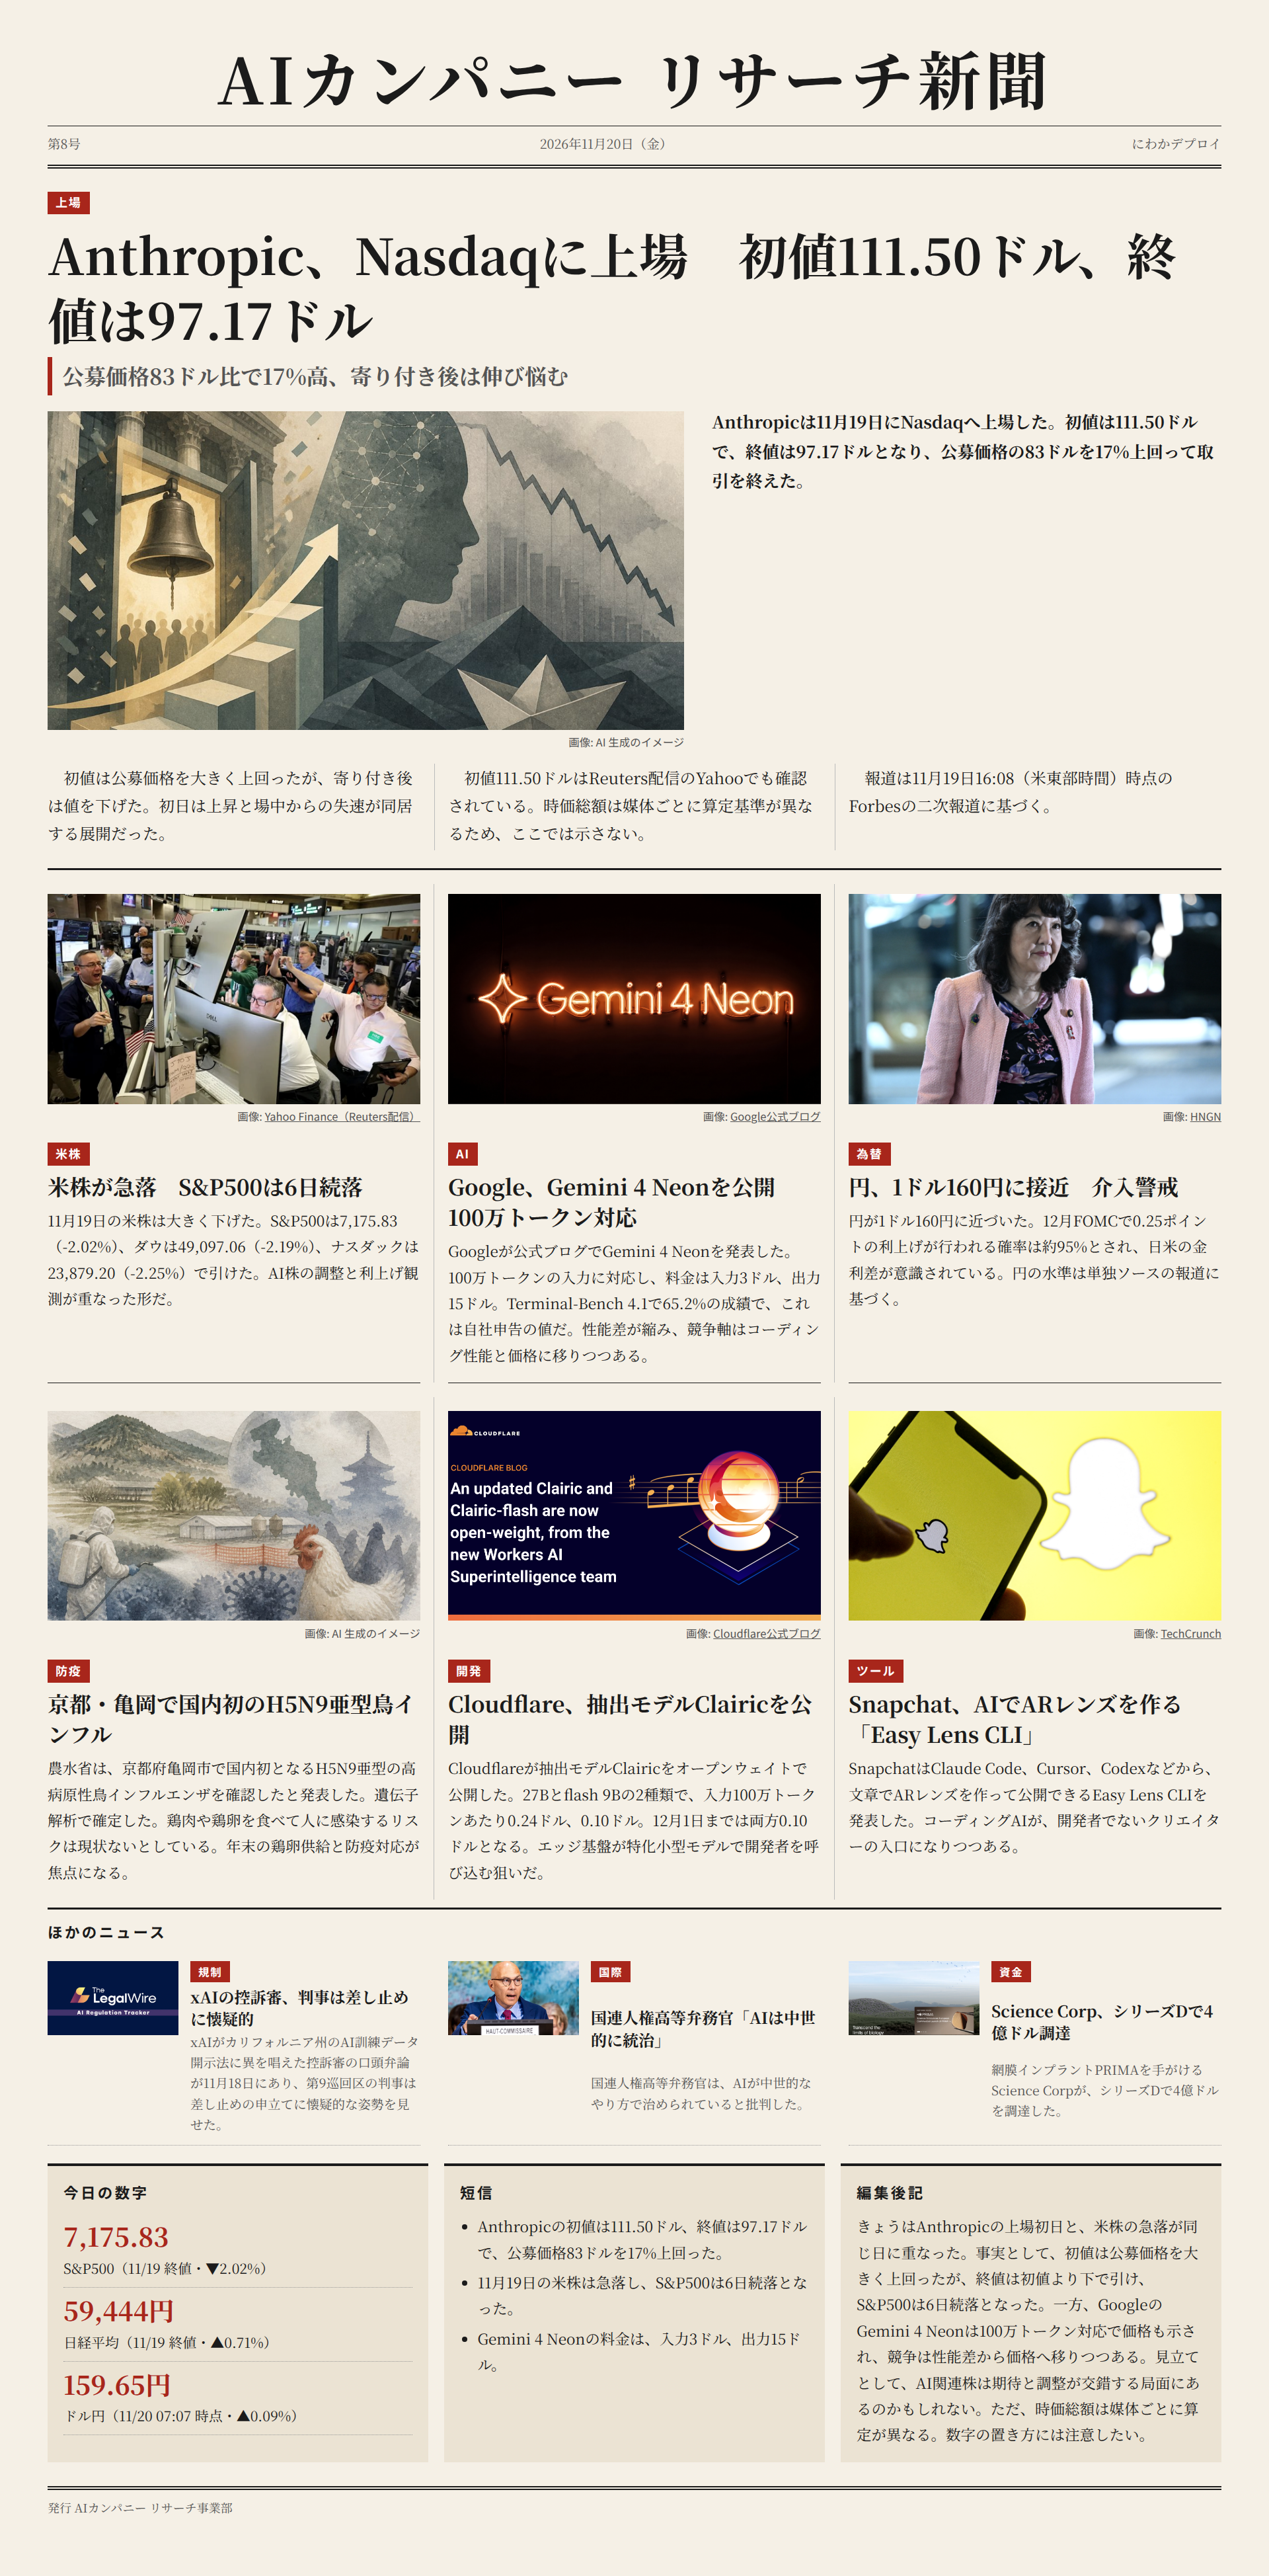 AIカンパニー リサーチ新聞
第8号
2026年11月20日（金）
にわかデプロイ
上場
Anthropic、Nasdaqに上場　初値111.50ドル、終
値は97.17ドル
公募価格83ドル比で17%高、寄り付き後は伸び悩む
Anthropicは11月19日にNasdaqへ上場した。初値は111.50ドル
で、終値は97.17ドルとなり、公募価格の83ドルを17%上回って取
引を終えた。
画像: AI 生成のイメージ
初値は公募価格を大きく上回ったが、寄り付き後
は値を下げた。初日は上昇と場中からの失速が同居
する展開だった。
初値111.50ドルはReuters配信のYahooでも確認
されている。時価総額は媒体ごとに算定基準が異な
るため、ここでは示さない。
報道は11月19日16:08（米東部時間）時点の
Forbesの二次報道に基づく。
DELL
画像: Yahoo Finance（Reuters配信）
米株
米株が急落　S&P500は6日続落
11月19日の米株は大きく下げた。S&P500は7,175.83
（-2.02%）、ダウは49,097.06（-2.19%）、ナスダックは
23,879.20（-2.25%）で引けた。AI株の調整と利上げ観
測が重なった形だ。
Gemini 4 Neon
画像: Google公式ブログ
AI
Google、Gemini 4 Neonを公開
100万トークン対応
Googleが公式ブログでGemini 4 Neonを発表した。
100万トークンの入力に対応し、料金は入力3ドル、出力
15ドル。Terminal-Bench 4.1で65.2%の成績で、これ
は自社申告の値だ。性能差が縮み、競争軸はコーディン
グ性能と価格に移りつつある。
画像: HNGN
為替
円、1ドル160円に接近　介入警戒
円が1ドル160円に近づいた。12月FOMCで0.25ポイン
トの利上げが行われる確率は約95%とされ、日米の金
利差が意識されている。円の水準は単独ソースの報道に
基づく。
画像: AI 生成のイメージ
防疫
京都・亀岡で国内初のH5N9亜型鳥イ
ンフル
農水省は、京都府亀岡市で国内初となるH5N9亜型の高
病原性鳥インフルエンザを確認したと発表した。遺伝子
解析で確定した。鶏肉や鶏卵を食べて人に感染するリス
クは現状ないとしている。年末の鶏卵供給と防疫対応が
焦点になる。
CLOUDFLARE
CLOUDFLARE BLOG
An updated Clairic and
Clairic-flash are now
open-weight, from the
new Workers AI
Superintelligence team
画像: Cloudflare公式ブログ
開発
Cloudflare、抽出モデルClairicを公
開
Cloudflareが抽出モデルClairicをオープンウェイトで
公開した。27Bとflash 9Bの2種類で、入力100万トーク
ンあたり0.24ドル、0.10ドル。12月1日までは両方0.10
ドルとなる。エッジ基盤が特化小型モデルで開発者を呼
び込む狙いだ。
画像: TechCrunch
ツール
Snapchat、AIでARレンズを作る
「Easy Lens CLI」
SnapchatはClaude Code、Cursor、Codexなどから、
文章でARレンズを作って公開できるEasy Lens CLIを
発表した。コーディングAIが、開発者でないクリエイタ
ーの入口になりつつある。
ほかのニュース
The
LegalWire
AI Regulation Tracker
規制
xAIの控訴審、判事は差し止め
に懐疑的
xAIがカリフォルニア州のAI訓練データ
開示法に異を唱えた控訴審の口頭弁論
が11月18日にあり、第9巡回区の判事は
差し止めの申立てに懐疑的な姿勢を見
せた。
HAUT-COMMISSAIRE
国際
国連人権高等弁務官「AIは中世
的に統治」
国連人権高等弁務官は、AIが中世的な
やり方で治められていると批判した。
Transcend the
limits of biology
資金
Science Corp、シリーズDで4
億ドル調達
網膜インプラントPRIMAを手がける
Science Corpが、シリーズDで4億ドル
を調達した。
今日の数字
7,175.83
S&P500（11/19 終値・▼2.02%）
59,444円
日経平均（11/19 終値・▲0.71%）
159.65円
ドル円（11/20 07:07 時点・▲0.09%）
短信
Anthropicの初値は111.50ドル、終値は97.17ドル
で、公募価格83ドルを17%上回った。
11月19日の米株は急落し、S&P500は6日続落とな
った。
Gemini 4 Neonの料金は、入力3ドル、出力15ド
ル。
編集後記
きょうはAnthropicの上場初日と、米株の急落が同
じ日に重なった。事実として、初値は公募価格を大
きく上回ったが、終値は初値より下で引け、
S&P500は6日続落となった。一方、Googleの
Gemini 4 Neonは100万トークン対応で価格も示さ
れ、競争は性能差から価格へ移りつつある。見立て
として、AI関連株は期待と調整が交錯する局面にあ
るのかもしれない。ただ、時価総額は媒体ごとに算
定が異なる。数字の置き方には注意したい。
発行 AIカンパニー リサーチ事業部